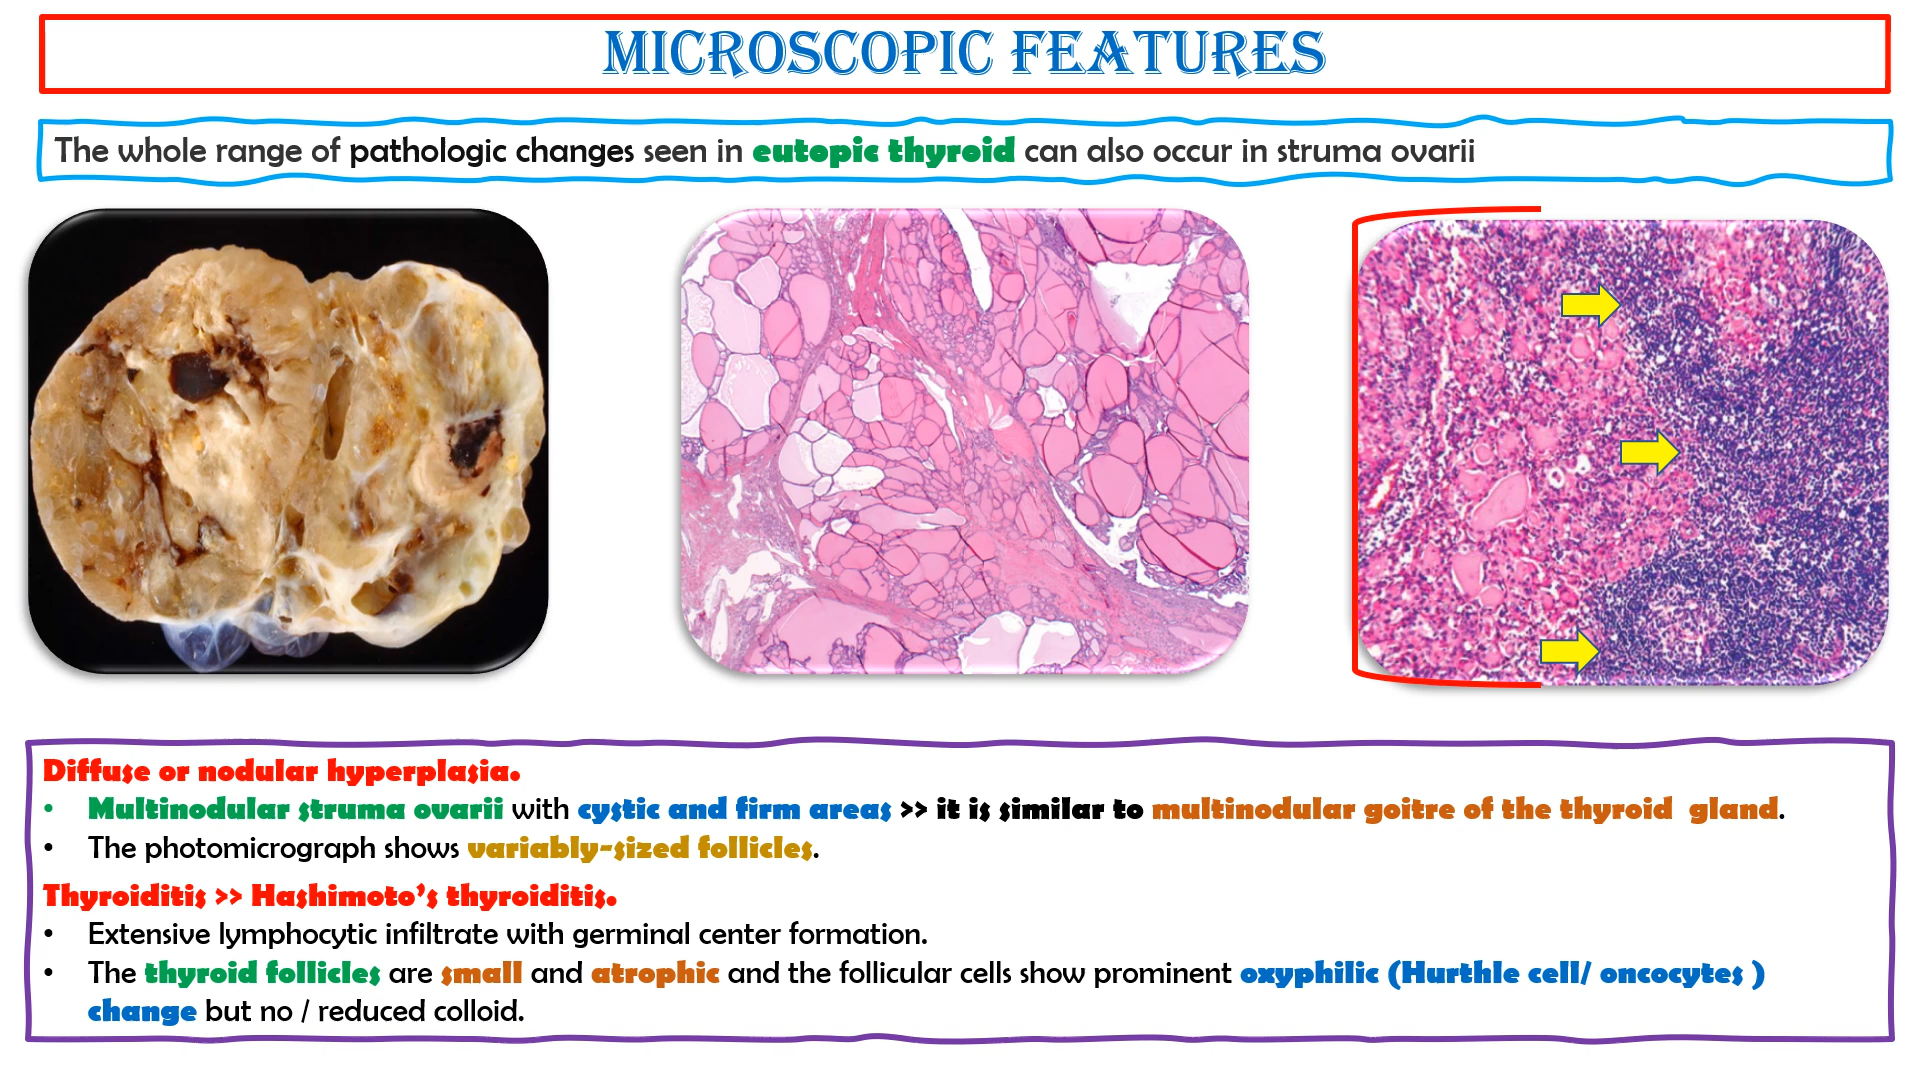 MICROSCOPIC FEATURES
The whole range of pathologic changes seen in eutopic thyroid can also occur in struma ovarii
Diffuse or nodular hyperplasia.
• Multinodular struma ovarii with cystic and firm areas >> it is similar to multinodular goitre of the thyroid gland.
• The photomicrograph shows variably-sized follicles.
Thyroiditis >> Hashimoto's thyroiditis.
• Extensive lymphocytic infiltrate with germinal center formation.
• The thyroid follicles are small and atrophic and the follicular cells show prominent oxyphilic (Hurthle cell/ oncocytes )
change but no / reduced colloid.